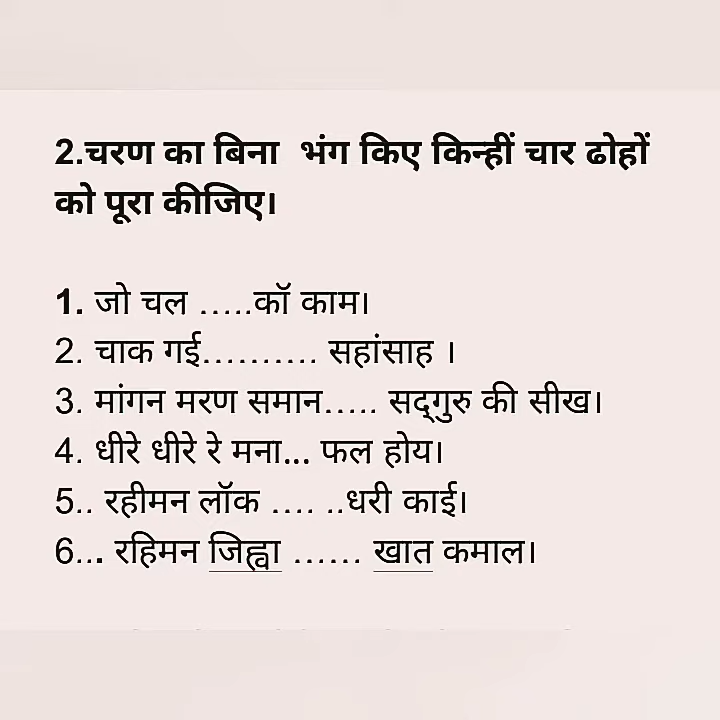 2.चरण का बिना भंग किए किन्हीं चार ढोहों
को पूरा कीजिए।
1. जो चल .....कॉ काम।
2. चाक गई.......... सहांसाह ।
3. मांगन मरण समान..... सद्गुरु की सीख।
4. धीरे धीरे रे मना... फल होय।
5.. रहीमन लॉक .... ..धरी काई।
6... रहिमन जिह्वा ...... खात कमाल।